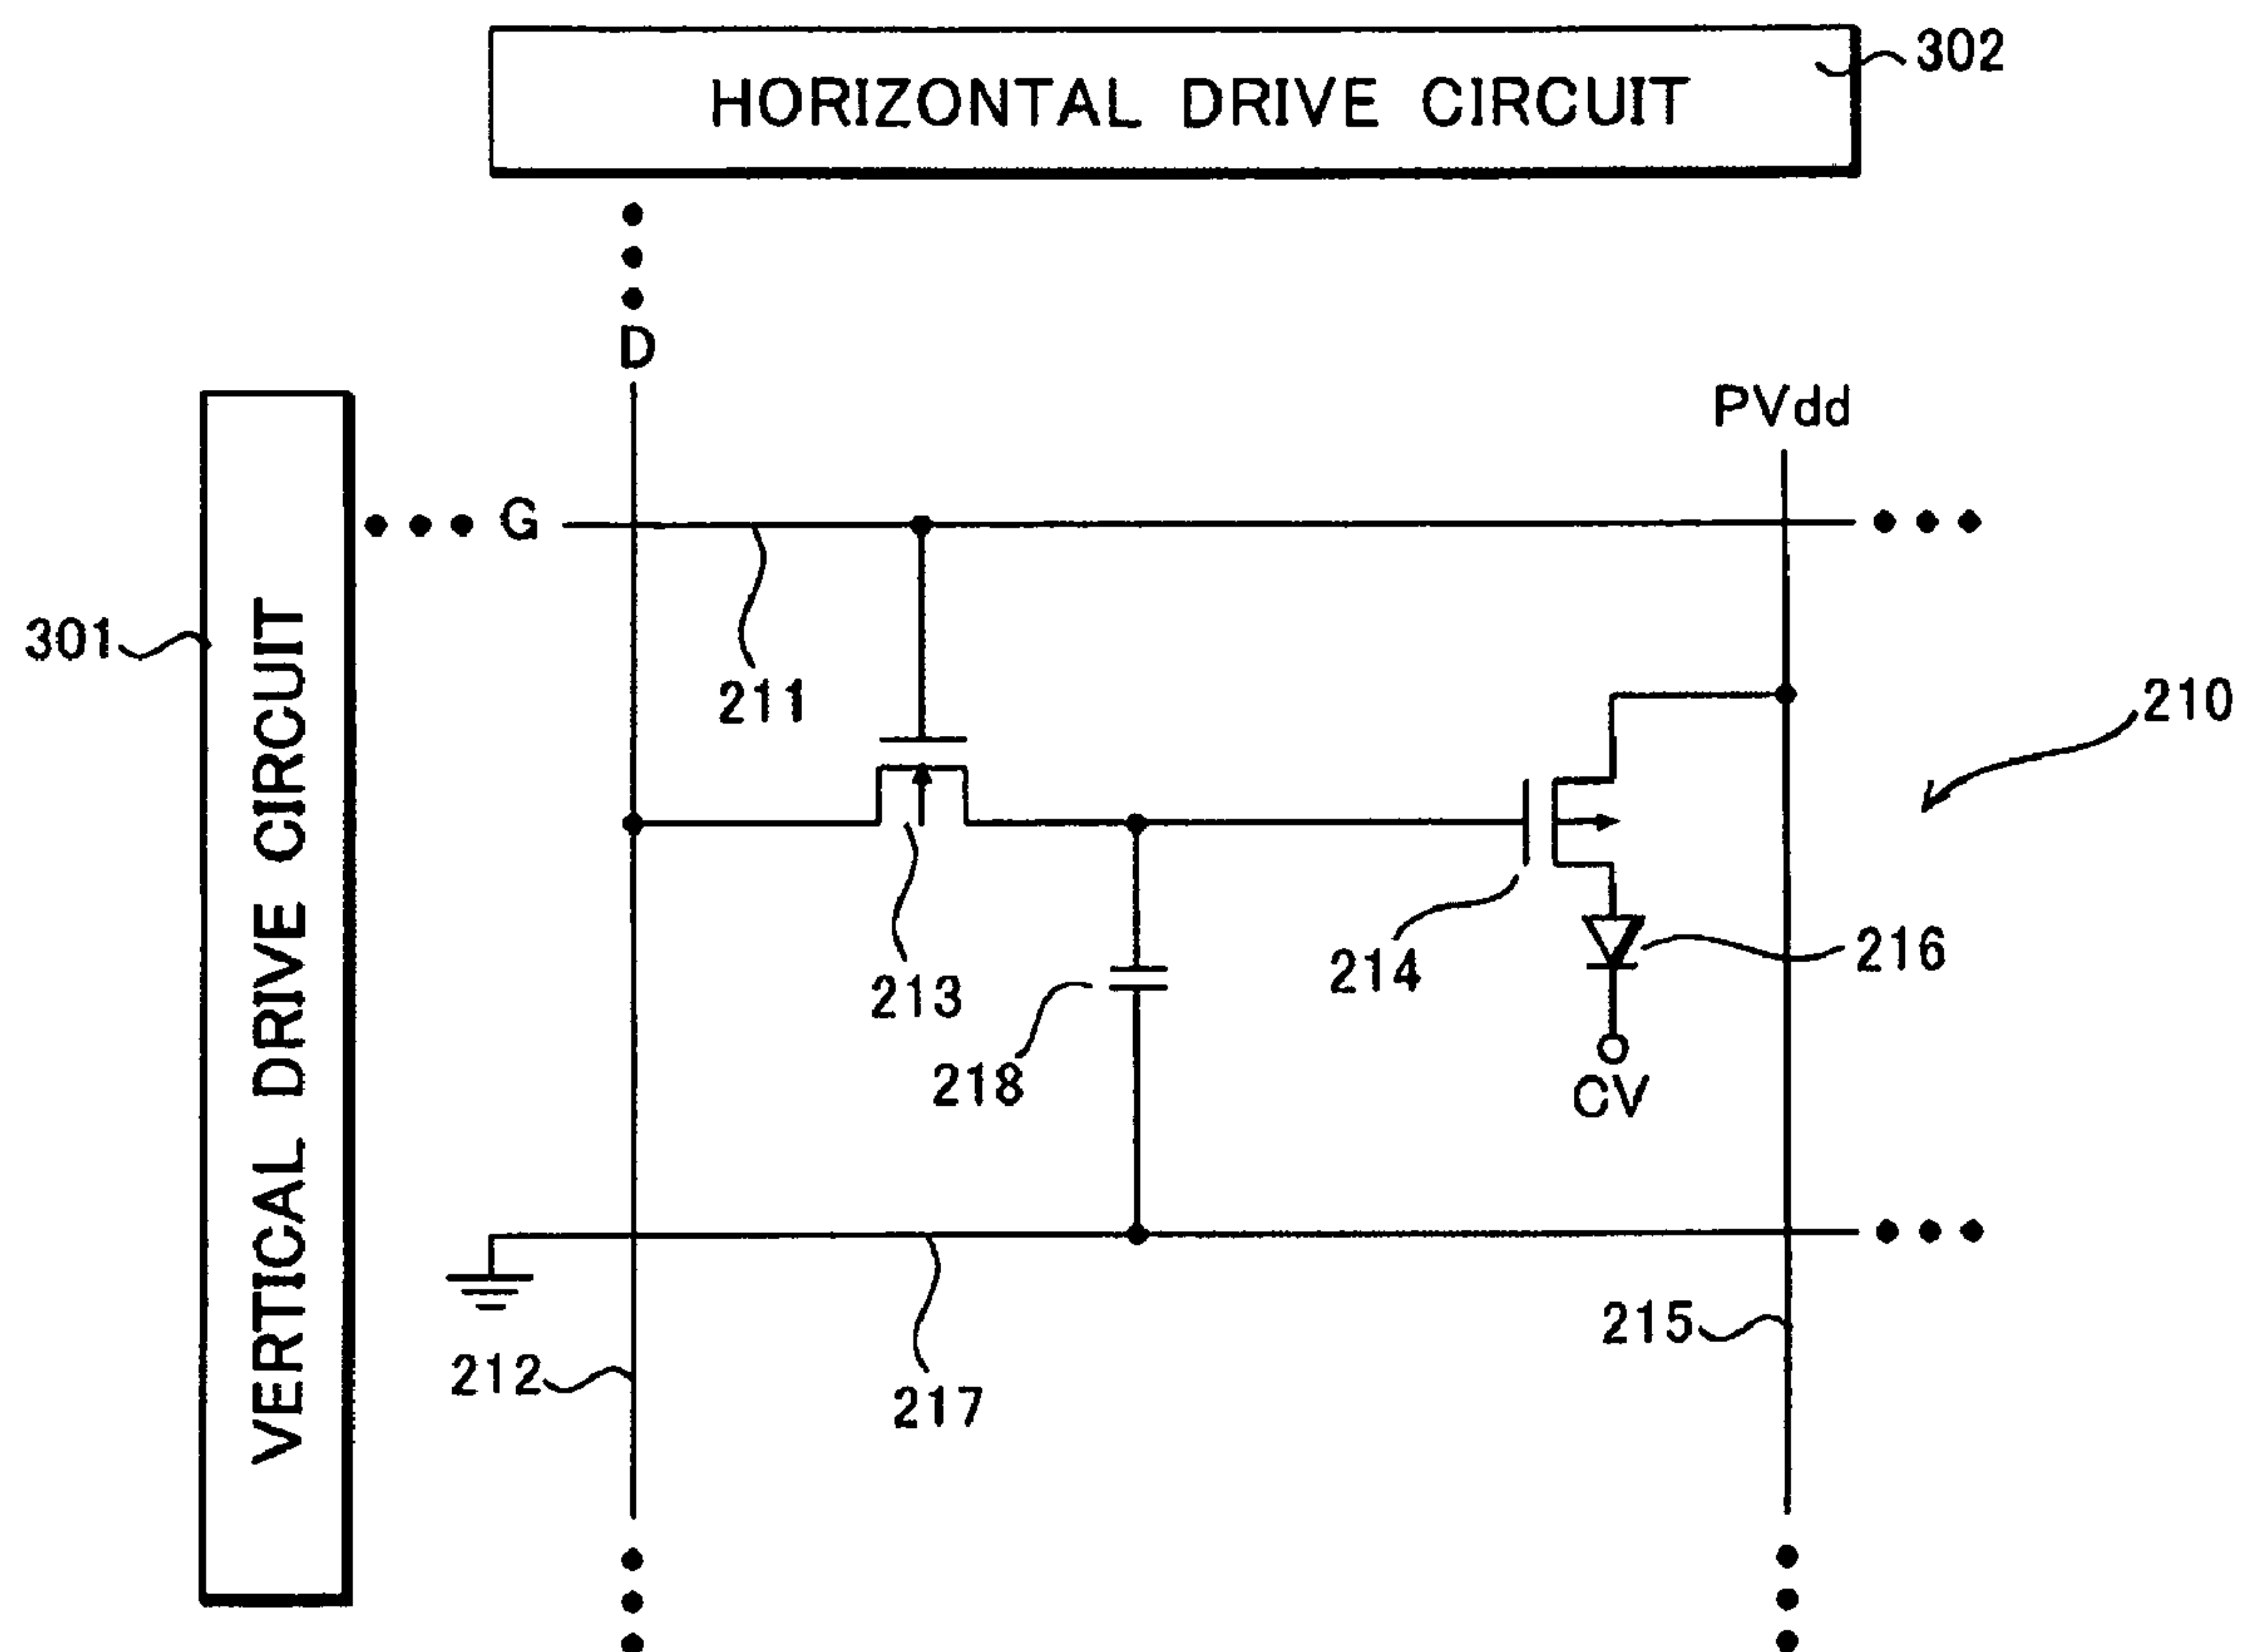 HORIZONTAL DRIVE CIRCUIT
302
D
PVdd
G
301
VERTICAL DRIVE CIRCUIT
211
210
213
214
216
218
CV
215
212
217